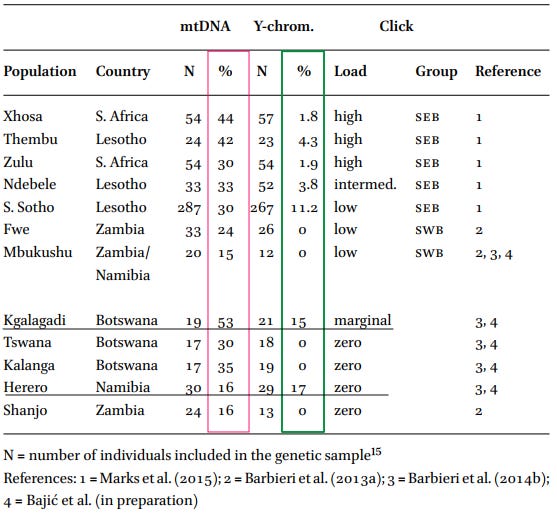 mtDNA Y-chrom. Click
Population Country N % N % Load Group Reference
Xhosa S. Africa 54 44 57 1.8 high SEB 1
Thembu Lesotho 24 42 23 4.3 high SEB 1
Zulu S. Africa 54 30 54 1.9 high SEB 1
Ndebele Lesotho 33 33 52 3.8 intermed. SEB 1
S. Sotho Lesotho 287 30 267 11.2 low SEB 1
Fwe Zambia 33 24 26 0 low SWB 2
Mbukushu Zambia/ 20 15 12 0 low SWB 2, 3, 4
Namibia
Kgalagadi Botswana 19 53 21 15 marginal 3, 4
Tswana Botswana 17 30 18 0 zero 3, 4
Kalanga Botswana 17 35 19 0 zero 3, 4
Herero Namibia 30 16 29 17 zero 3, 4
Shanjo Zambia 24 16 13 0 zero 2
N = number of individuals included in the genetic sample¹⁵
References: 1 = Marks et al. (2015); 2 = Barbieri et al. (2013a); 3 = Barbieri et al. (2014b);
4 = Bajić et al. (in preparation)